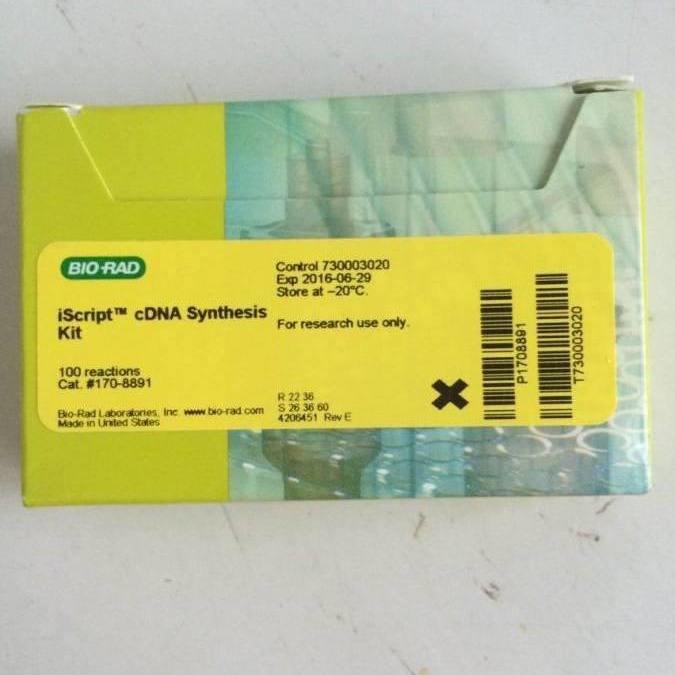 BIO-RAD
iScript™ cDNA Synthesis
Kit
100 reactions
Cat. #170-8891
Bio-Rad Laboratories, Inc www.bio-rad.com
Made in United States
Control 730003020
Exp 2016-06-29
Store at –20°C.
For research use only.
R 22 36
S 26 36 60
4206451 Rev E
P1708891
T730003020